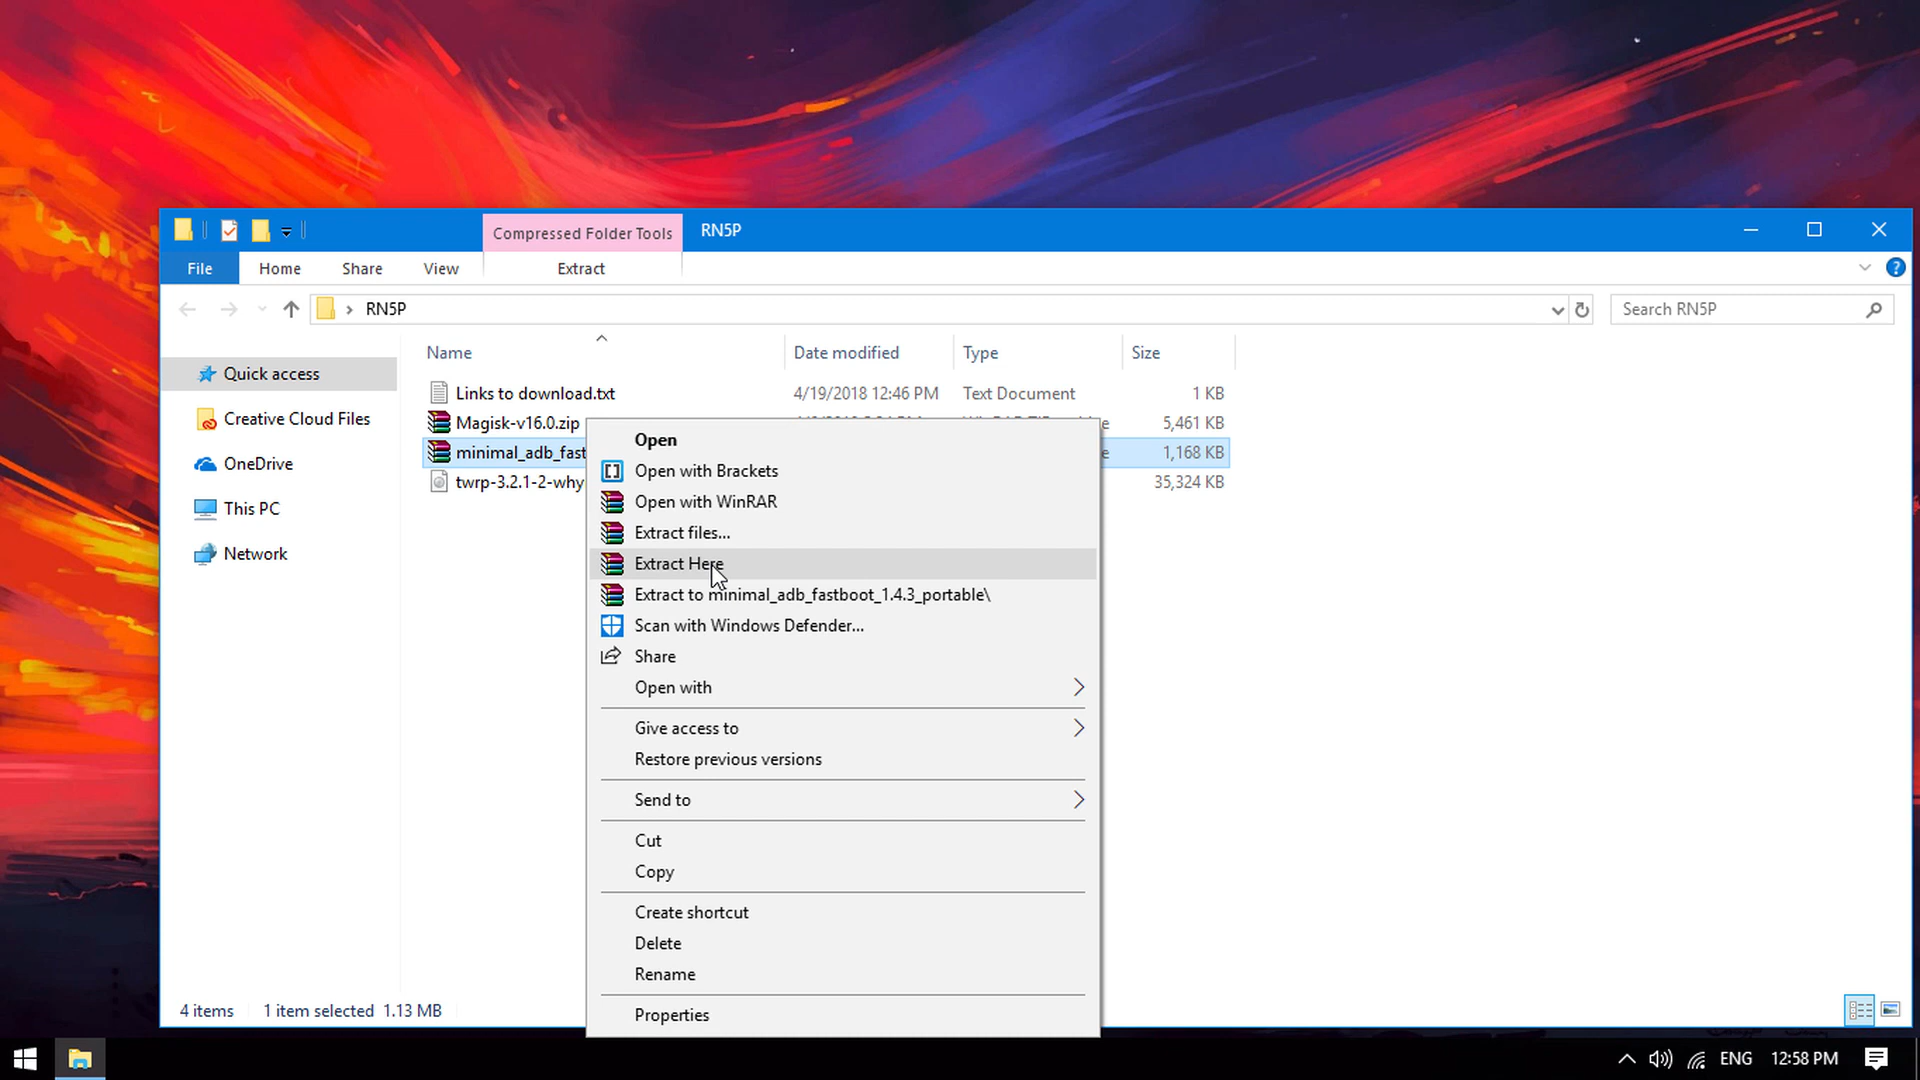 Compressed Folder Tools
RN5P
File
Home
Share
View
Extract
RN5P
Search RN5P
Name
Date modified
Type
Size
Quick access
Creative Cloud Files
OneDrive
This PC
Network
Links to download.txt
4/19/2018 12:46 PM
Text Document
1 KB
Magisk-v16.0.zip
5,461 KB
minimal_adb_fast
1,168 KB
twrp-3.2.1-2-why
35,324 KB
Open
Open with Brackets
Open with WinRAR
Extract files...
Extract Here
Extract to minimal_adb_fastboot_1.4.3_portable\
Scan with Windows Defender...
Share
Open with
Give access to
Restore previous versions
Send to
Cut
Copy
Create shortcut
Delete
Rename
Properties
4 items
1 item selected 1.13 MB
ENG
12:58 PM